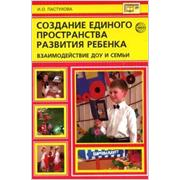 И.О. ПАСТУХОВА
СОЗДАНИЕ ЕДИНОГО
ПРОСТРАНСТВА
РАЗВИТИЯ РЕБЕНКА
ВЗАИМОДЕЙСТВИЕ ДОУ И СЕМЬИ